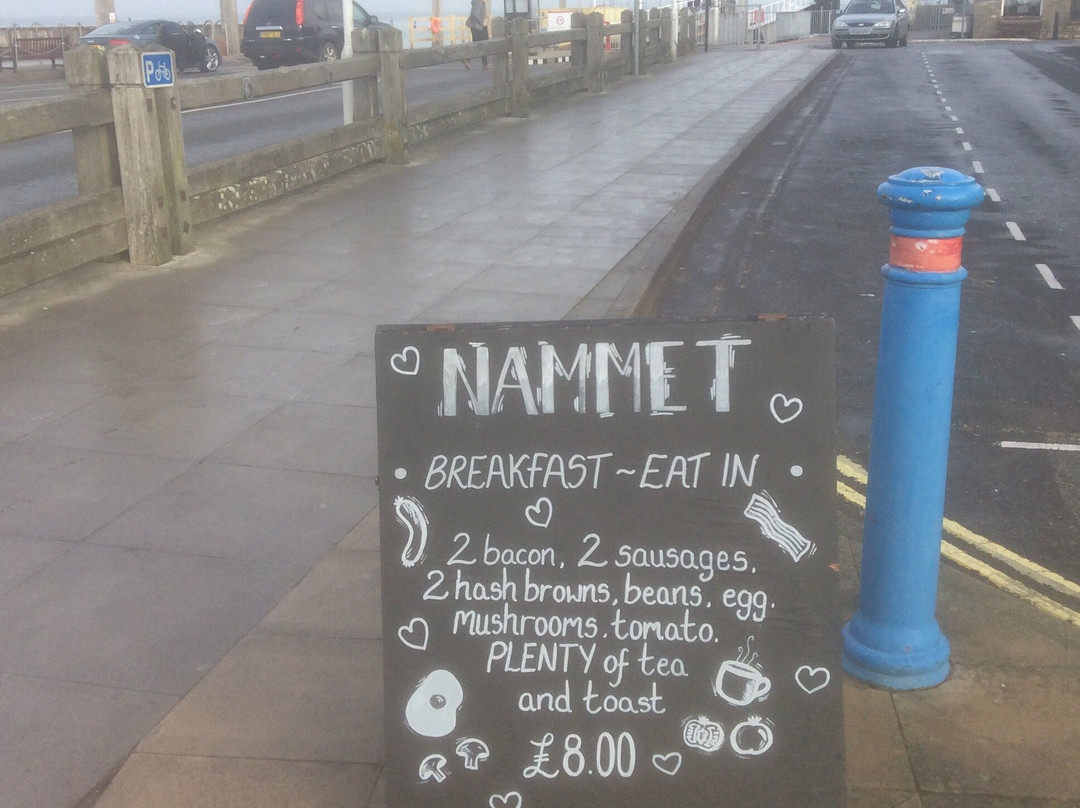 P
NAMMET
BREAKFAST ~ EAT IN
2 bacon, 2 sausages,
2 hash browns, beans, egg,
mushrooms, tomato,
PLENTY of tea
and toast
£8.00